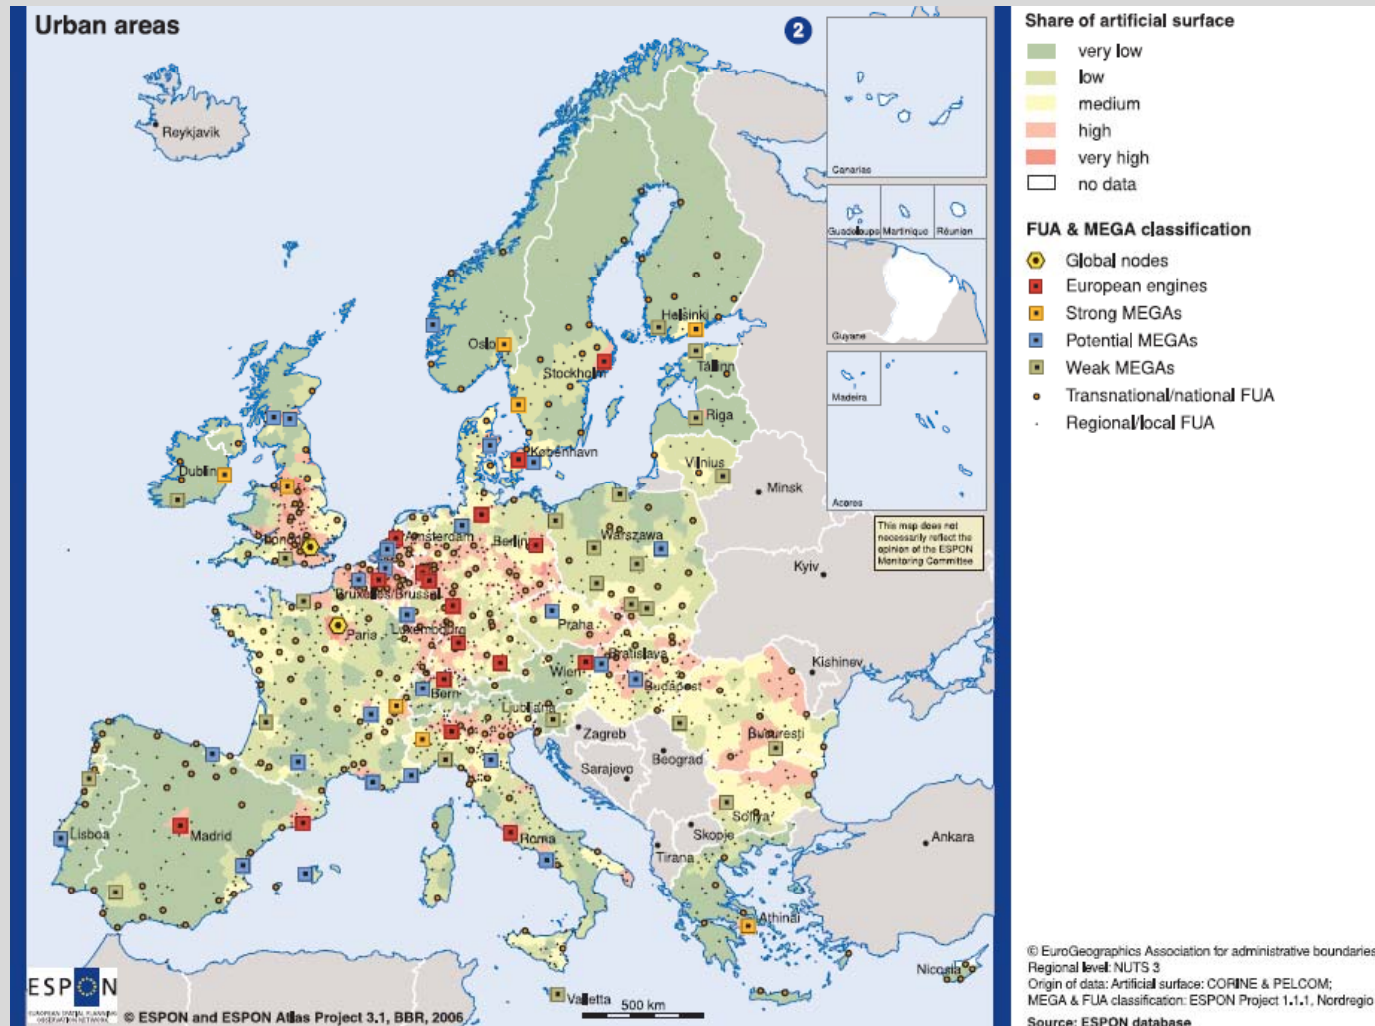 Urban areas
2
Reykjavik
Canarias
Guadeloupe
Martinique
Réunion
Guyane
Madeira
Acores
This map does not
necessarily reflect the
opinion of the ESPON
Monitoring Committee
Helsinki
Oslo
Tallinn
Stockholm
Riga
København
Dublin
Vilnius
Minsk
London
Amsterdam
Berlin
Warszawa
Kyiv
Bruxelles/Brussel
Praha
Paris
Luxembourg
Bratislava
Kishinev
Wien
Budapest
Bern
Ljubljana
Zagreb
Bucuresti
Beograd
Sarajevo
Sofiya
Skopje
Lisboa
Madrid
Roma
Tirana
Ankara
Athinai
Nicosia
Valletta
500 km
ESPON
EUROPEAN SPATIAL PLANNING
OBSERVATION NETWORK
© ESPON and ESPON Atlas Project 3.1, BBR, 2006
Share of artificial surface
very low
low
medium
high
very high
no data
FUA & MEGA classification
Global nodes
European engines
Strong MEGAs
Potential MEGAs
Weak MEGAs
Transnational/national FUA
Regional/local FUA
© EuroGeographics Association for administrative boundaries
Regional level: NUTS 3
Origin of data: Artificial surface: CORINE & PELCOM;
MEGA & FUA classification: ESPON Project 1.1.1, Nordregio
Source: ESPON database